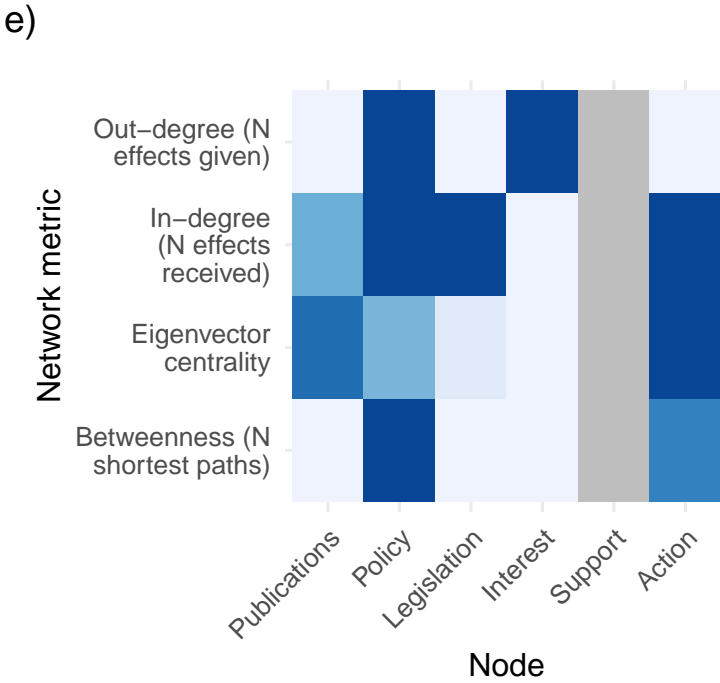 e)
Out−degree (N
effects given)
In−degree
(N effects
received)
Eigenvector
centrality
Betweenness (N
shortest paths)
Network metric
Publications
Policy
Legislation
Interest
Support
Action
Node